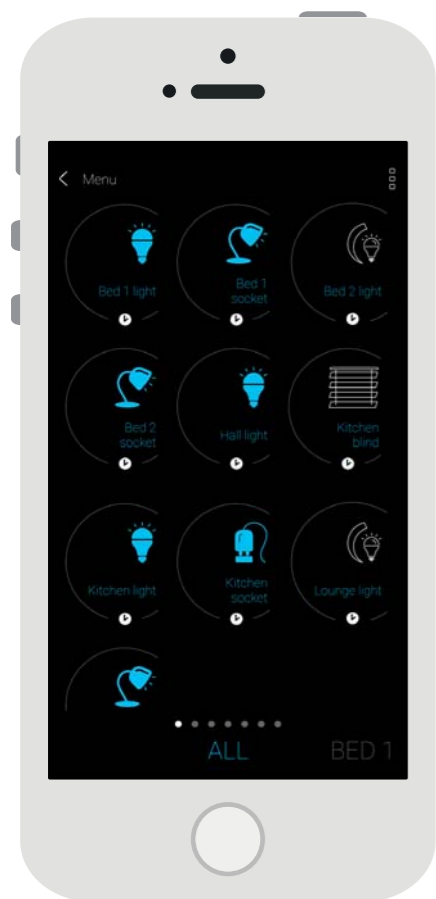 Menu
Bed 1 light
Bed 1
socket
Bed 2 light
Bed 2
socket
Hall light
Kitchen
blind
Kitchen light
Kitchen
socket
Lounge light
ALL
BED 1